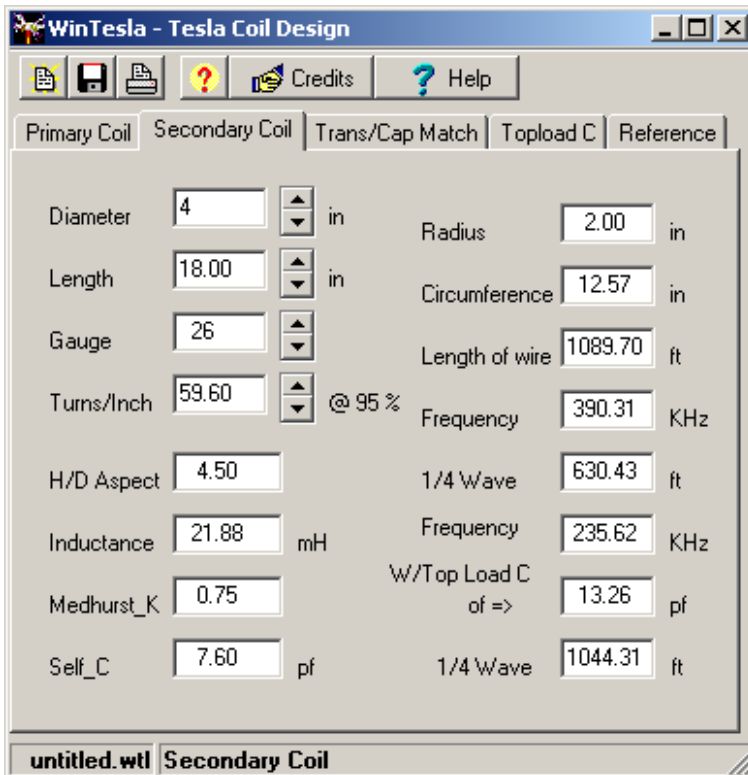 WinTesla - Tesla Coil Design
? Credits ? Help
Primary Coil Secondary Coil Trans/Cap Match Topload C Reference
Diameter 4 in
Length 18.00 in
Gauge 26
Turns/Inch 59.60 @ 95 %
H/D Aspect 4.50
Inductance 21.88 mH
Medhurst_K 0.75
Self_C 7.60 pf
Radius 2.00 in
Circumference 12.57 in
Length of wire 1089.70 ft
Frequency 390.31 KHz
1/4 Wave 630.43 ft
Frequency 235.62 KHz
W/Top Load C
of => 13.26 pf
1/4 Wave 1044.31 ft
untitled.wtl Secondary Coil